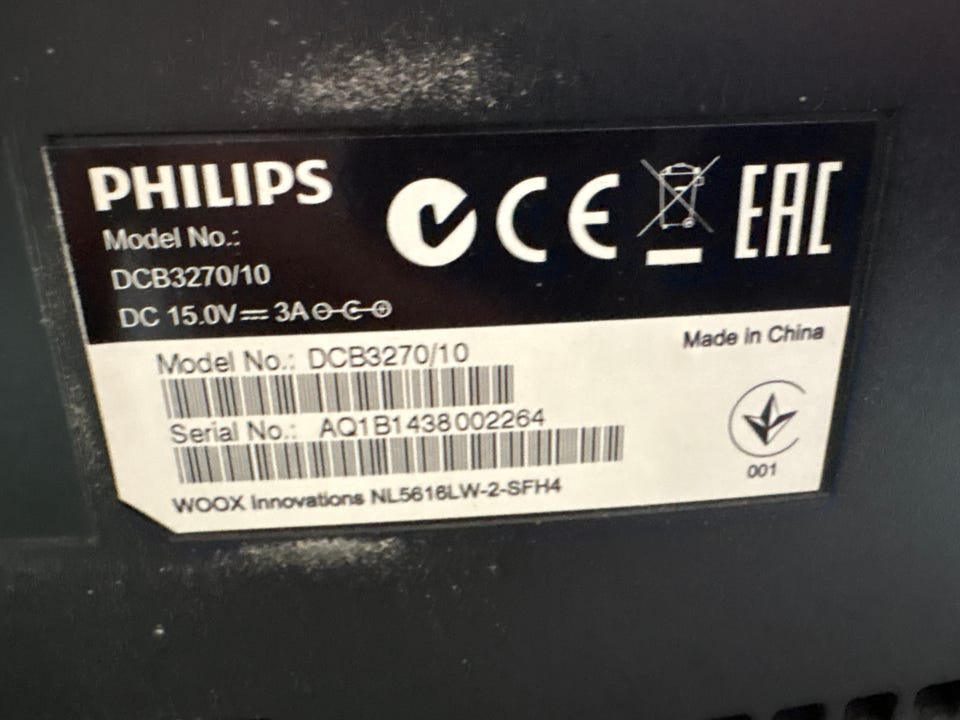 PHILIPS
Model No.:
DCB3270/10
DC 15.0V 3A
CE
EAC
Model No.: DCB3270/10
Made in China
Serial No.: AQ1B1438002264
001
WOOX Innovations NL5616LW-2-SFH4